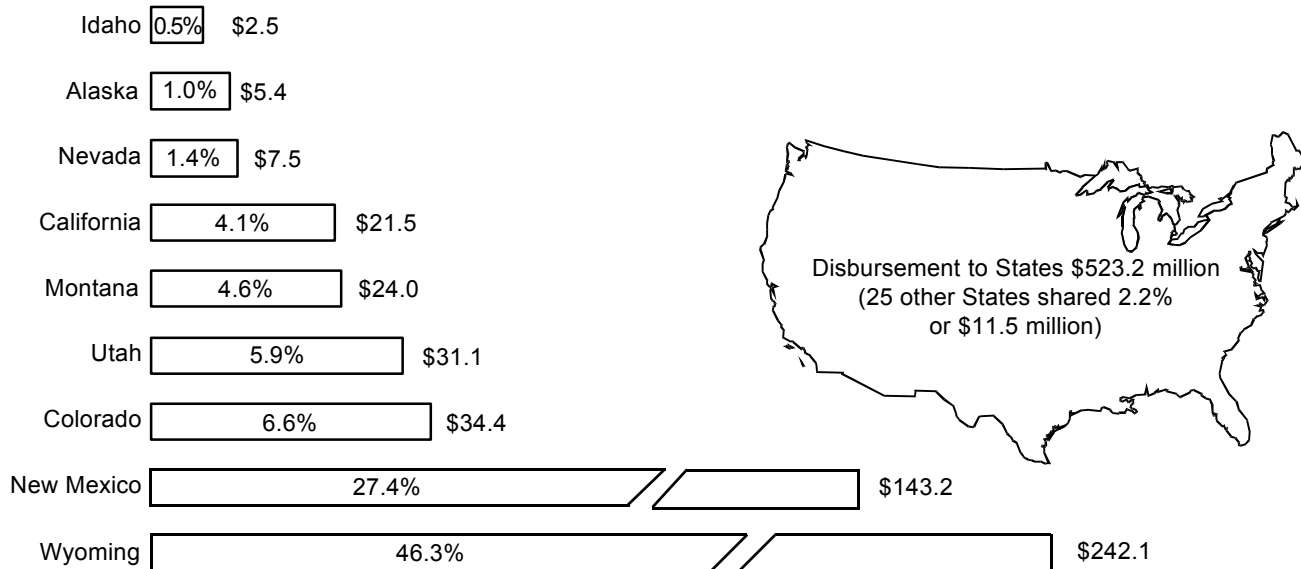 Idaho 0.5% $2.5
Alaska 1.0% $5.4
Nevada 1.4% $7.5
California 4.1% $21.5
Montana 4.6% $24.0
Utah 5.9% $31.1
Colorado 6.6% $34.4
New Mexico 27.4% $143.2
Wyoming 46.3% $242.1
Disbursement to States $523.2 million
(25 other States shared 2.2%
or $11.5 million)